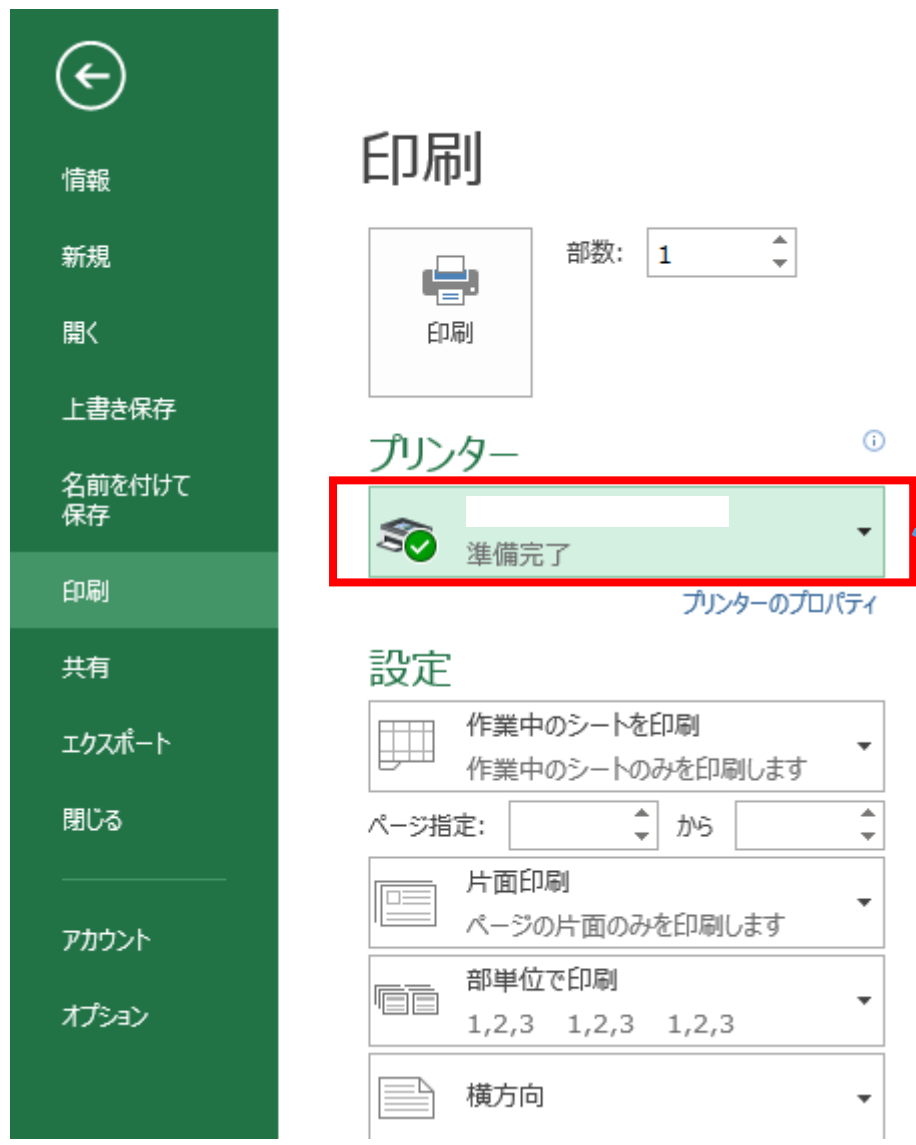 情報
新規
開く
上書き保存
名前を付けて
保存
印刷
共有
エクスポート
閉じる
アカウント
オプション
印刷
印刷
部数: 1
プリンター
準備完了
プリンターのプロパティ
設定
作業中のシートを印刷
作業中のシートのみを印刷します
ページ指定: から
片面印刷
ページの片面のみを印刷します
部単位で印刷
1,2,3 1,2,3 1,2,3
横方向